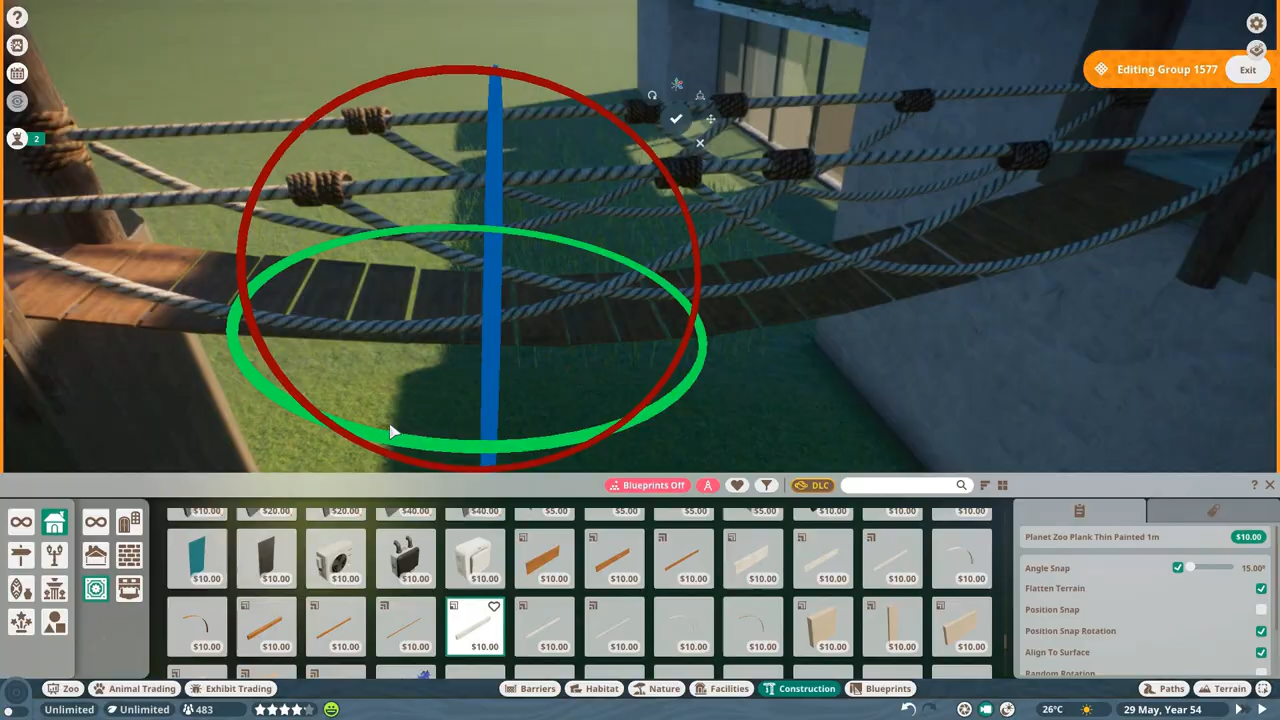 ?
Editing Group 1577
Exit
2
Blueprints Off
DLC
?
$10.00 $20.00 $20.00 $40.00 $40.00 $5.00 $5.00 $5.00 $5.00 $5.00 $10.00 $10.00
$10.00 $10.00 $10.00 $10.00 $10.00 $10.00 $10.00 $10.00 $10.00 $10.00 $10.00 $10.00
$10.00 $10.00 $10.00 $10.00 $10.00 $10.00 $10.00 $10.00 $10.00 $10.00 $10.00 $10.00
Planet Zoo Plank Thin Painted 1m $10.00
Angle Snap 15.00°
Flatten Terrain
Position Snap
Position Snap Rotation
Align To Surface
Random Rotation
Zoo Animal Trading Exhibit Trading Barriers Habitat Nature Facilities Construction Blueprints Paths Terrain
Unlimited Unlimited 483 26°C 29 May, Year 54